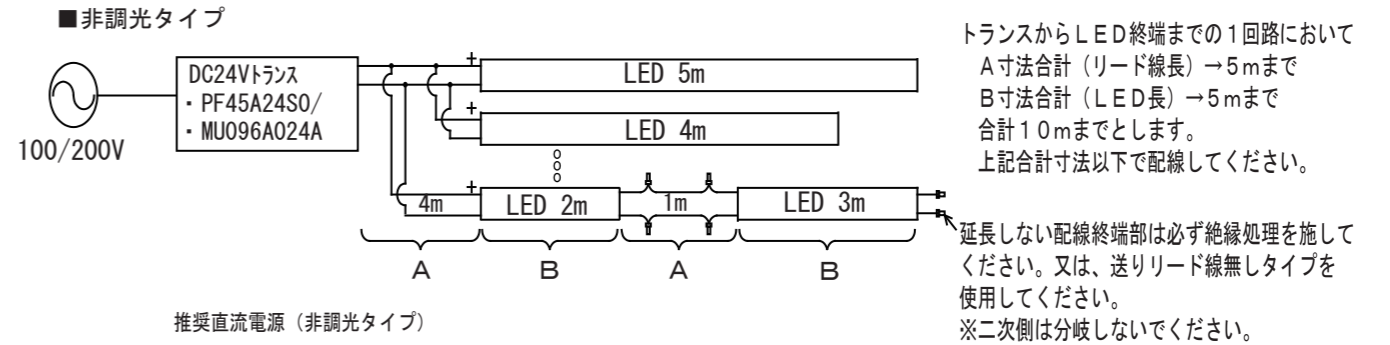 ■非調光タイプ
DC24Vトランス
・PF45A24S0/
・MU096A024A
100/200V
+
LED 5m
+
LED 4m
+
4m
LED 2m
1m
LED 3m
A
B
A
B
推奨直流電源（非調光タイプ）
トランスからＬＥＤ終端までの１回路において
Ａ寸法合計（リード線長）→５ｍまで
Ｂ寸法合計（ＬＥＤ長）→５ｍまで
合計１０ｍまでとします。
上記合計寸法以下で配線してください。
延長しない配線終端部は必ず絶縁処理を施して
ください。又は、送りリード線無しタイプを
使用してください。
※二次側は分岐しないでください。